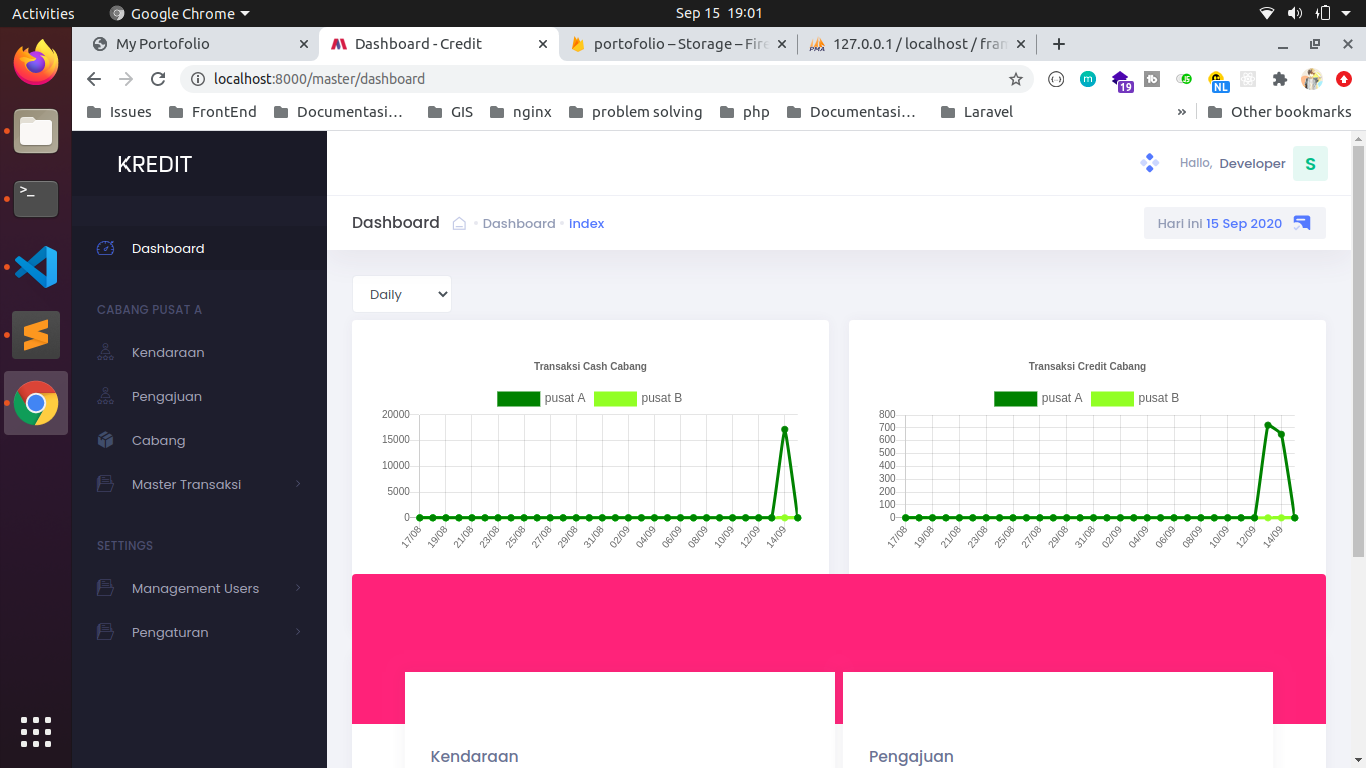 Activities Google Chrome Sep 15 19:01
My Portofolio Dashboard - Credit portofolio – Storage – Fire 127.0.0.1 / localhost / fran
localhost:8000/master/dashboard 19 NL
Issues FrontEnd Documentasi... GIS nginx problem solving php Documentasi... Laravel » Other bookmarks
KREDIT
Hallo, Developer S
Dashboard Dashboard Index Hari Ini 15 Sep 2020
Dashboard
CABANG PUSAT A
Kendaraan
Pengajuan
Cabang
Master Transaksi
SETTINGS
Management Users
Pengaturan
Daily
Transaksi Cash Cabang
pusat A pusat B
20000
15000
10000
5000
0
17/08 19/08 21/08 23/08 25/08 27/08 29/08 31/08 02/09 04/09 06/09 08/09 10/09 12/09 14/09
Transaksi Credit Cabang
pusat A pusat B
800
700
600
500
400
300
200
100
0
17/08 19/08 21/08 23/08 25/08 27/08 29/08 31/08 02/09 04/09 06/09 08/09 10/09 12/09 14/09
Kendaraan
Pengajuan